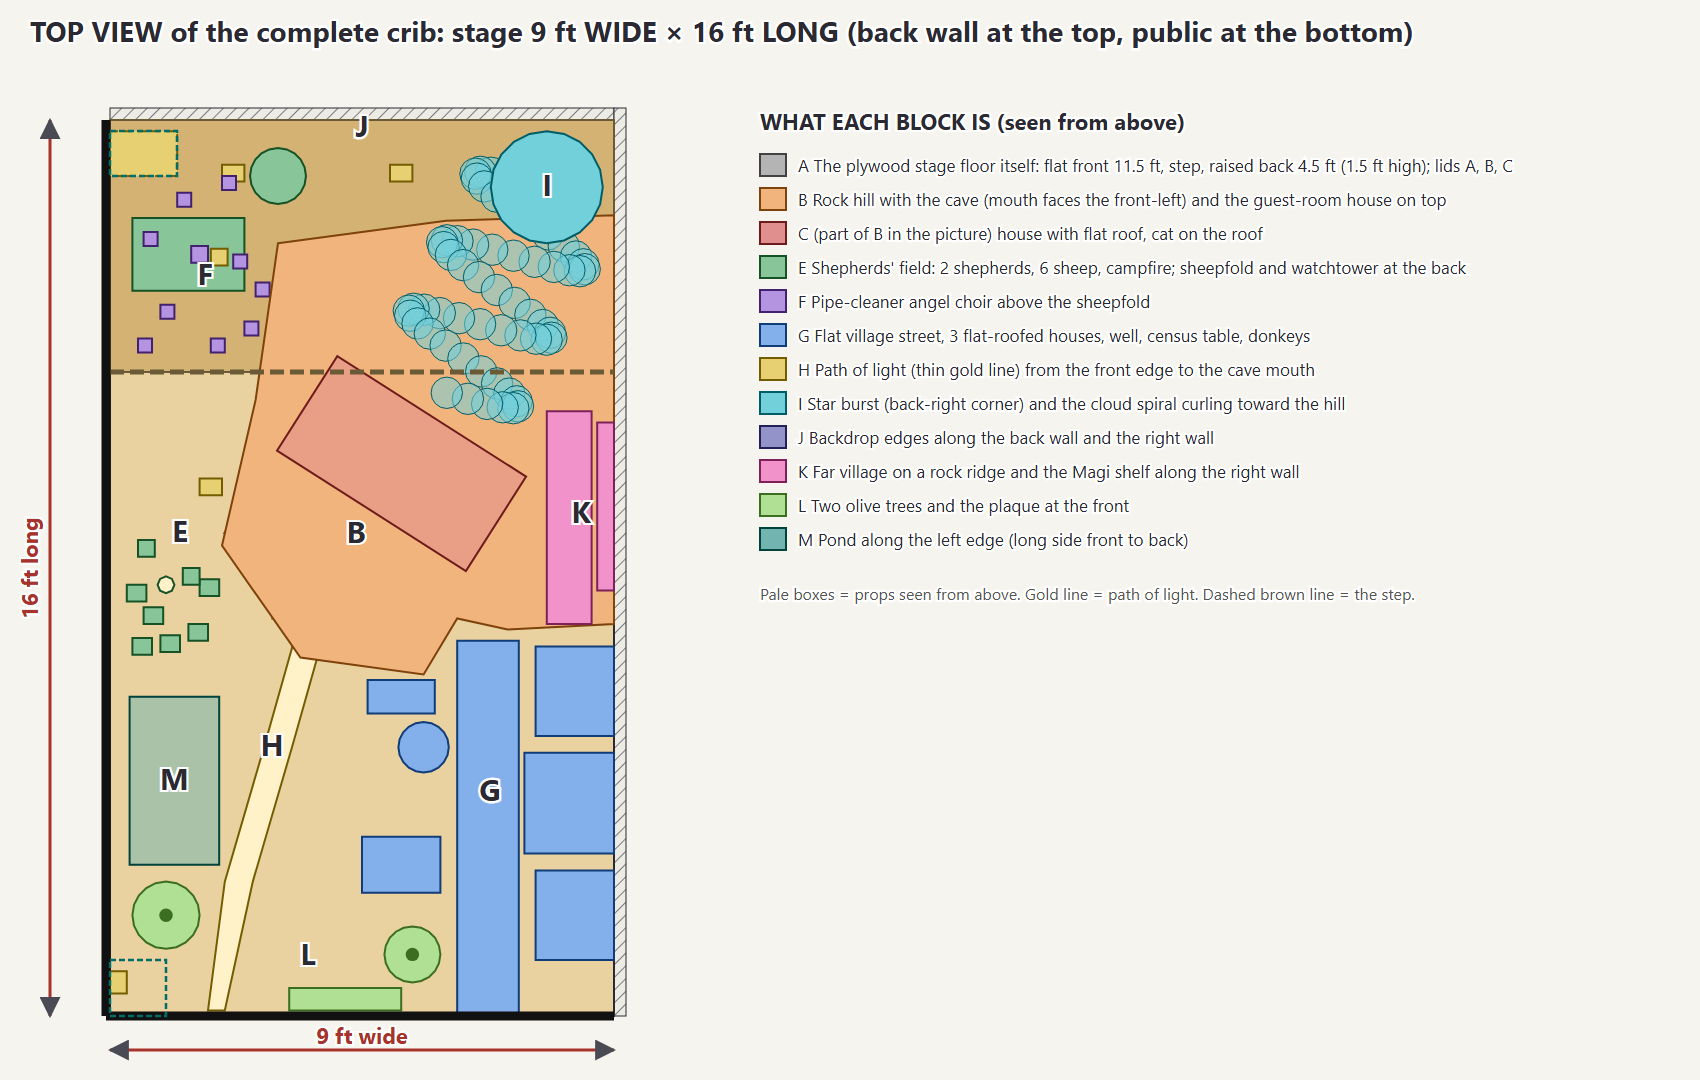 TOP VIEW of the complete crib: stage 9 ft WIDE × 16 ft LONG (back wall at the top, public at the bottom)
J
I
F
E
B
K
H
M
G
L
16 ft long
9 ft wide
WHAT EACH BLOCK IS (seen from above)
A The plywood stage floor itself: flat front 11.5 ft, step, raised back 4.5 ft (1.5 ft high); lids A, B, C
B Rock hill with the cave (mouth faces the front-left) and the guest-room house on top
C (part of B in the picture) house with flat roof, cat on the roof
E Shepherds' field: 2 shepherds, 6 sheep, campfire; sheepfold and watchtower at the back
F Pipe-cleaner angel choir above the sheepfold
G Flat village street, 3 flat-roofed houses, well, census table, donkeys
H Path of light (thin gold line) from the front edge to the cave mouth
I Star burst (back-right corner) and the cloud spiral curling toward the hill
J Backdrop edges along the back wall and the right wall
K Far village on a rock ridge and the Magi shelf along the right wall
L Two olive trees and the plaque at the front
M Pond along the left edge (long side front to back)
Pale boxes = props seen from above. Gold line = path of light. Dashed brown line = the step.